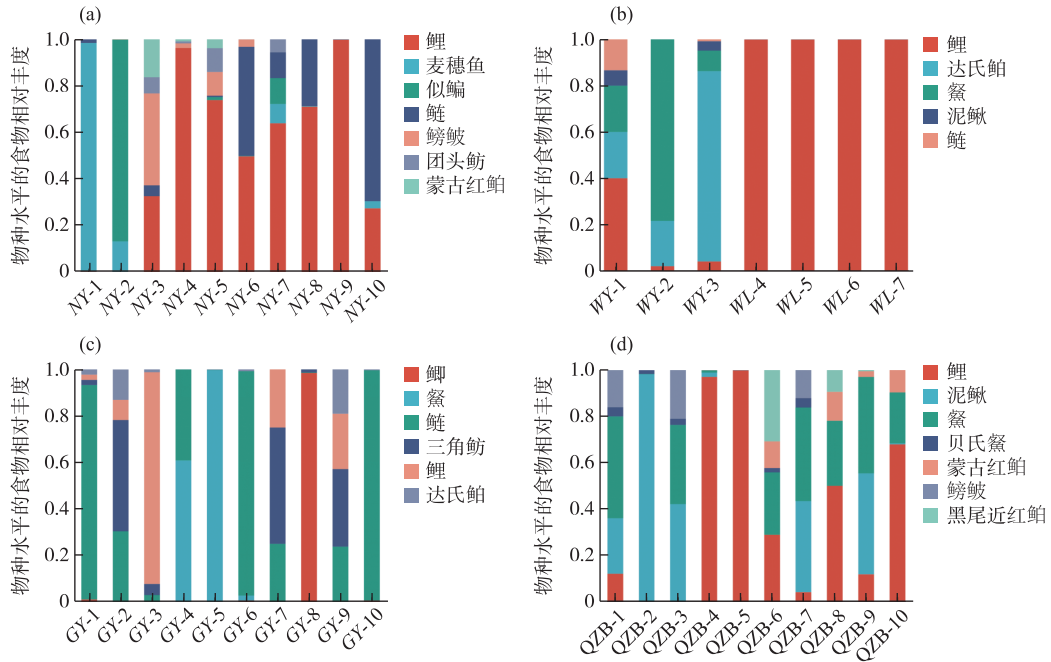 (a)
物种水平的食物相对丰度
1.0
0.8
0.6
0.4
0.2
0
NY-1
NY-2
NY-3
NY-4
NY-5
NY-6
NY-7
NY-8
NY-9
NY-10
鲤
麦穗鱼
似鳊
鲢
鳑鲏
团头鲂
蒙古红鲌
(b)
物种水平的食物相对丰度
1.0
0.8
0.6
0.4
0.2
0
WY-1
WY-2
WY-3
WL-4
WL-5
WL-6
WL-7
鲤
达氏鲌
鰵
泥鳅
鲢
(c)
物种水平的食物相对丰度
1.0
0.8
0.6
0.4
0.2
0
GY-1
GY-2
GY-3
GY-4
GY-5
GY-6
GY-7
GY-8
GY-9
GY-10
鲫
䱗
鲢
三角鲂
鲤
达氏鲌
(d)
物种水平的食物相对丰度
1.0
0.8
0.6
0.4
0.2
0
QZB-1
QZB-2
QZB-3
QZB-4
QZB-5
QZB-6
QZB-7
QZB-8
QZB-9
QZB-10
鲤
泥鳅
䱗
贝氏䱗
蒙古红鲌
鳑鲏
黑尾近红鲌